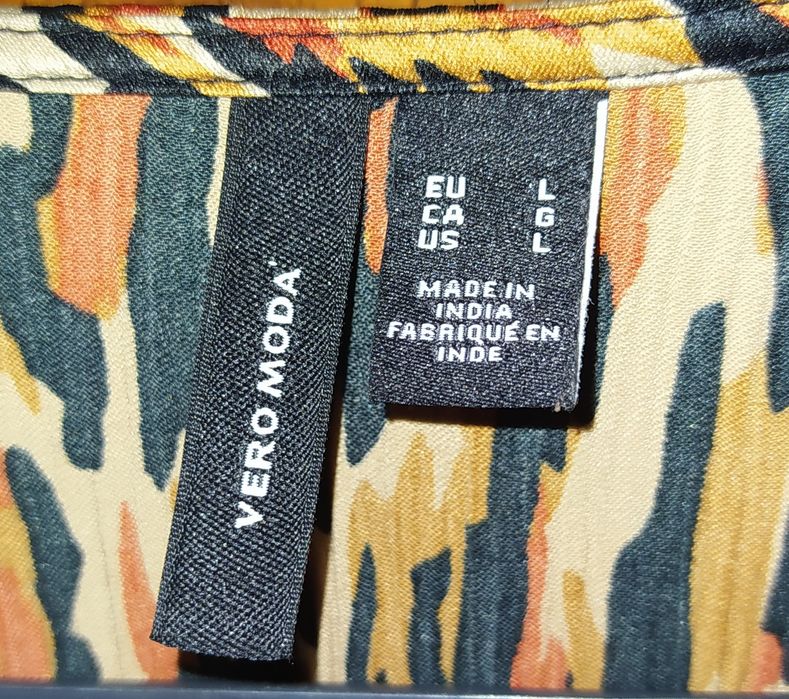 VERO MODA
EU L
CA G
US L
MADE IN
INDIA
FABRIQUÉ EN
INDE